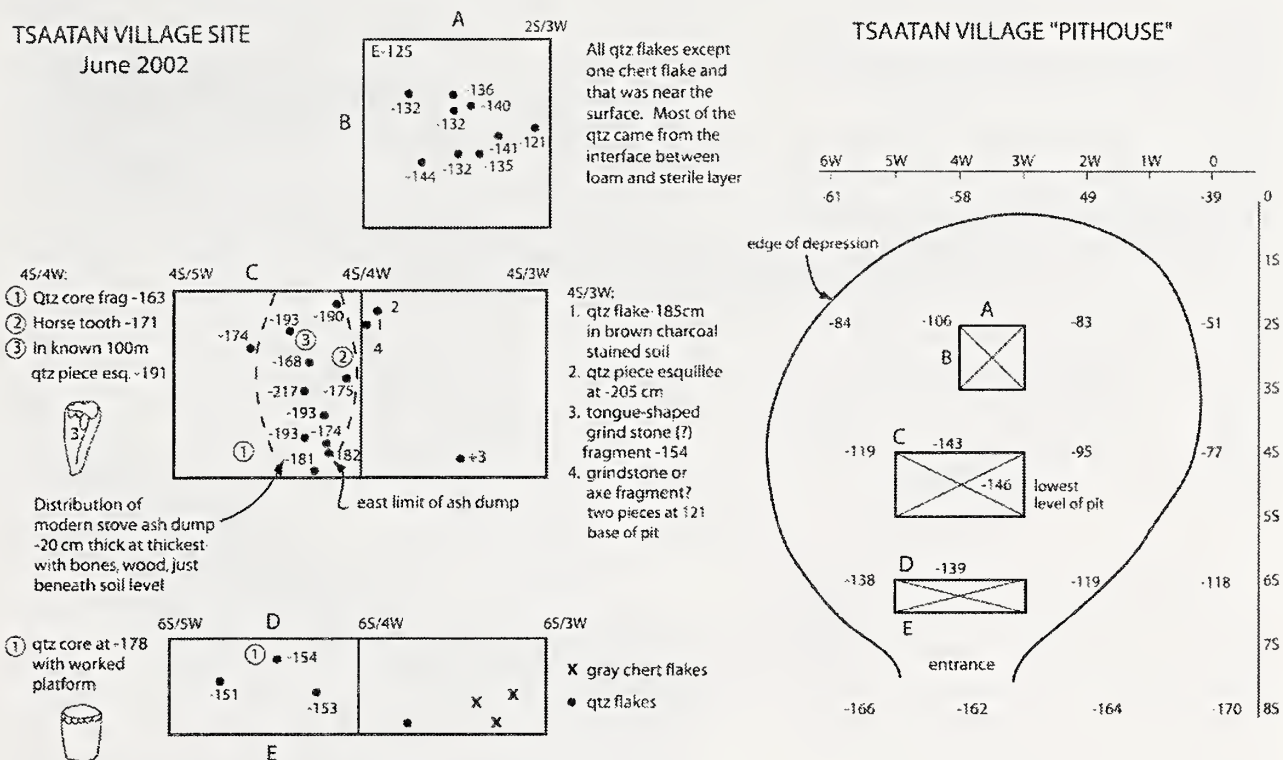 TSAATAN VILLAGE SITE
June 2002
A
2S/3W
E-125
B
-132
-136
-132
-140
-141
-121
-144
-132
-135
All qtz flakes except
one chert flake and
that was near the
surface. Most of the
qtz came from the
interface between
loam and sterile layer
4S/4W:
① Qtz core frag -163
② Horse tooth -171
③ In known 100m
qtz piece esq. -191
3
4S/5W
C
4S/4W
4S/3W
-174
-193
-190
③
-168
②
-217
-175
-193
-193
-174
①
-181
182
2
1
4
+3
Distribution of
modern stove ash dump
-20 cm thick at thickest
with bones, wood, just
beneath soil level
east limit of ash dump
4S/3W:
1. qtz flake-185cm
in brown charcoal
stained soil
2. qtz piece esquillée
at -205 cm
3. tongue-shaped
grind stone (?)
fragment -154
4. grindstone or
axe fragment?
two pieces at 121
base of pit
① qtz core at -178
with worked
platform
6S/5W
D
6S/4W
6S/3W
①
-154
-151
-153
x
x
x
E
x gray chert flakes
• qtz flakes
TSAATAN VILLAGE "PITHOUSE"
6W 5W 4W 3W 2W 1W 0
-61 -58 49 -39 0
edge of depression
1S
-84 -106 A -83 -51 2S
B
3S
C
-119 -143 -95 -77 4S
-146 lowest
level of pit
5S
D
-138 -139 -119 -118 6S
E
7S
entrance
-166 -162 -164 -170 8S